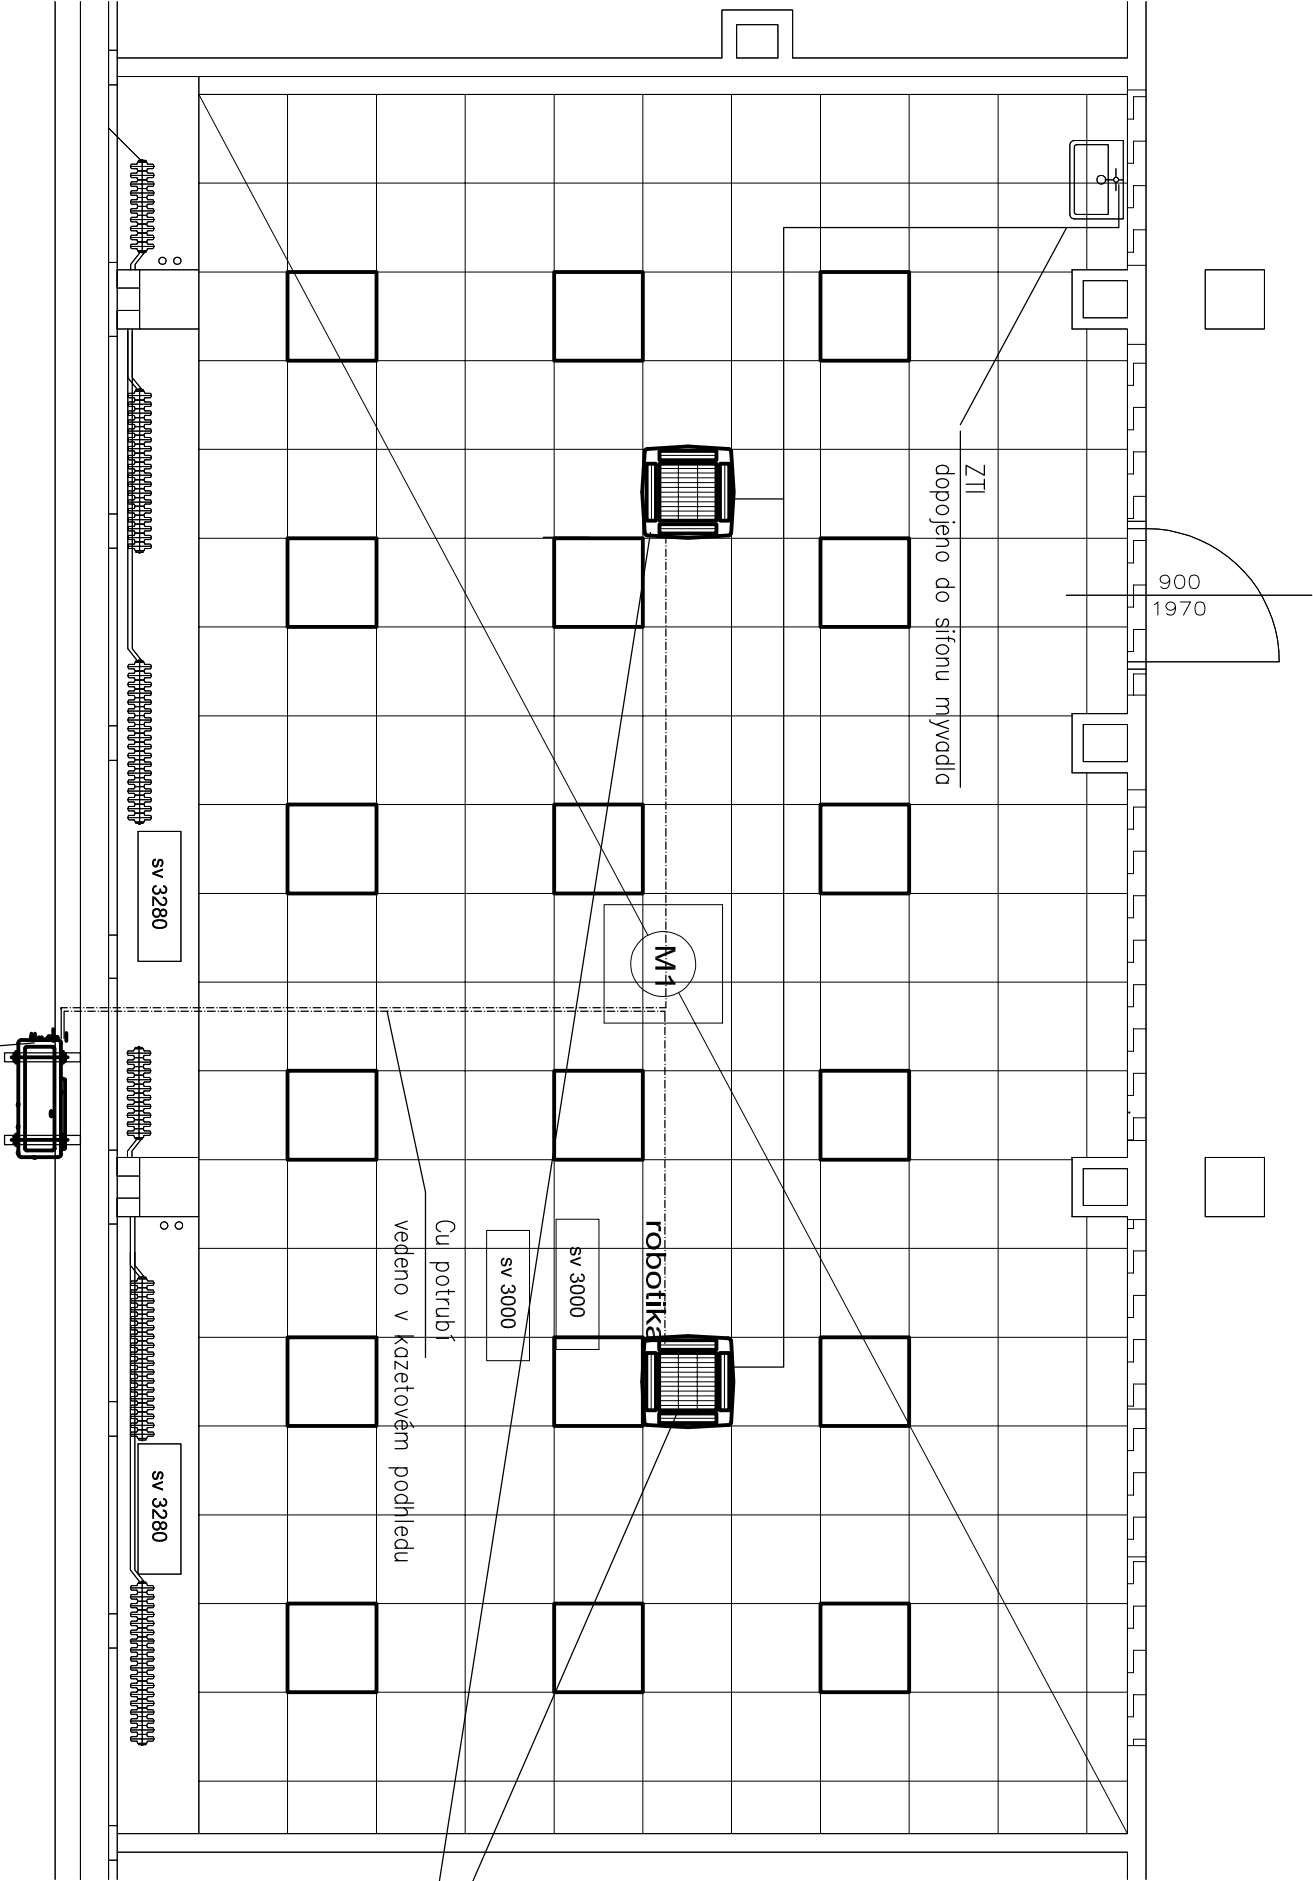 ZTI
dopojeno do sifonu myvadla
900
1970
sv 3280
M1
robotika
sv 3000
sv 3000
Cu potrubí
vedeno v kazetovém podhledu
sv 3280